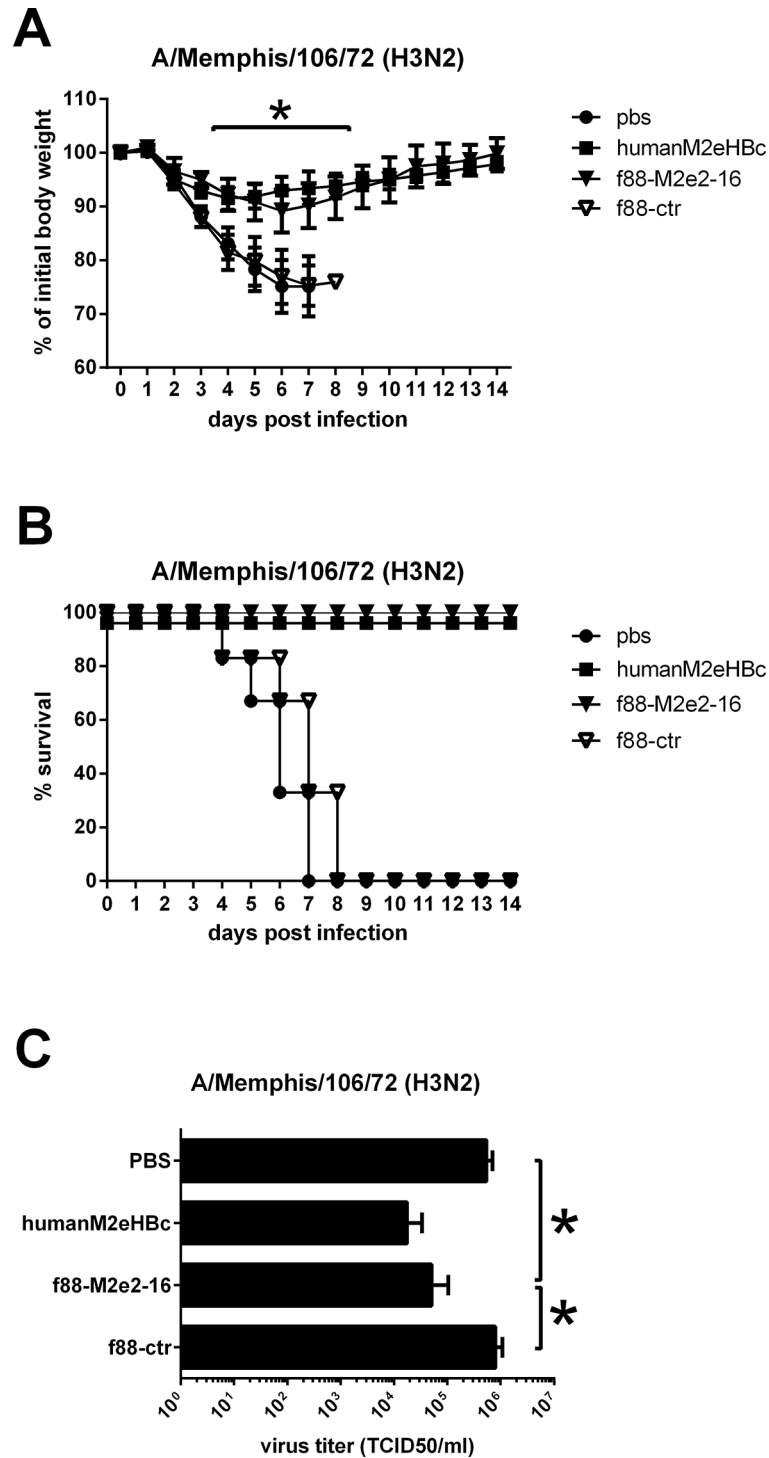 A
A/Memphis/106/72 (H3N2)
% of initial body weight
110
100
90
80
70
60
0 1 2 3 4 5 6 7 8 9 10 11 12 13 14
days post infection
*
pbs
humanM2eHBc
f88-M2e2-16
f88-ctr
B
A/Memphis/106/72 (H3N2)
% survival
100
80
60
40
20
0
0 1 2 3 4 5 6 7 8 9 10 11 12 13 14
days post infection
pbs
humanM2eHBc
f88-M2e2-16
f88-ctr
C
A/Memphis/106/72 (H3N2)
PBS
humanM2eHBc
f88-M2e2-16
f88-ctr
*
*
10⁰ 10¹ 10² 10³ 10⁴ 10⁵ 10⁶ 10⁷
virus titer (TCID50/ml)